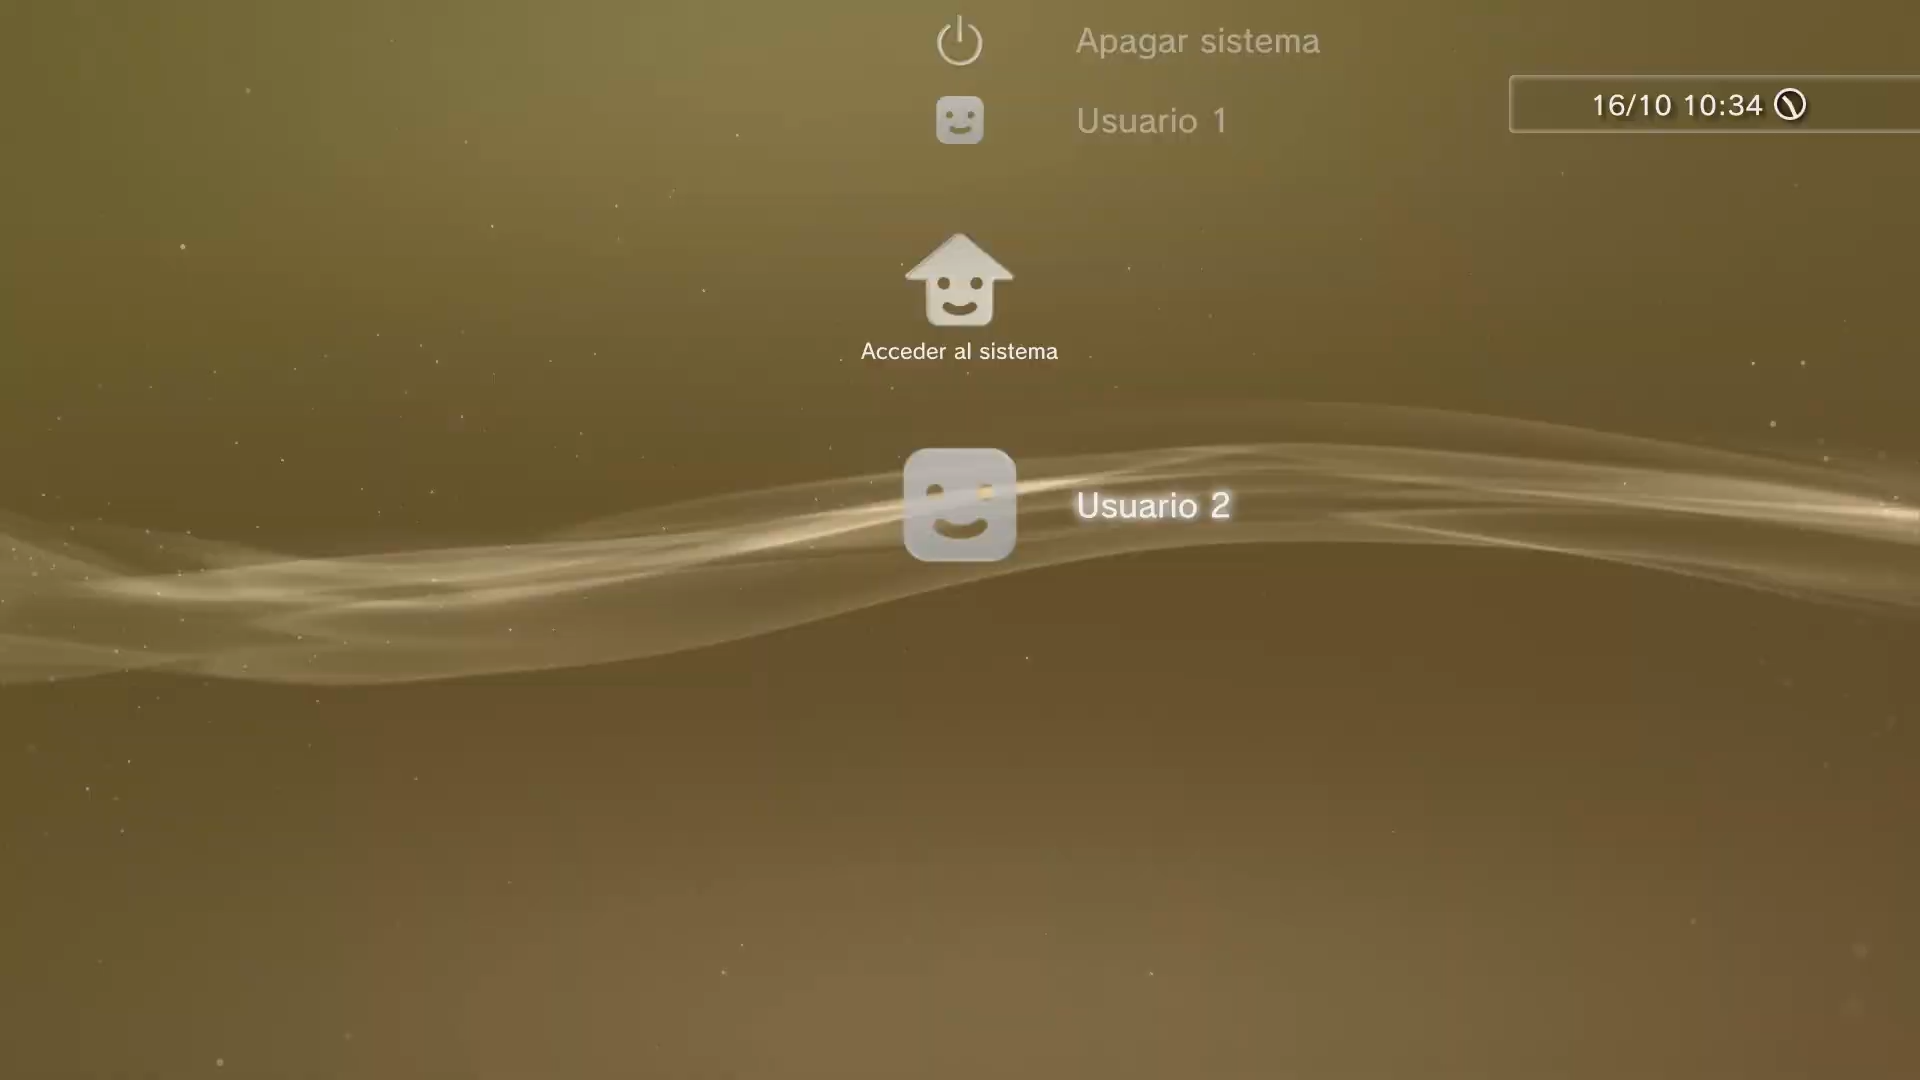 Apagar sistema
Usuario 1
16/10 10:34
Acceder al sistema
Usuario 2